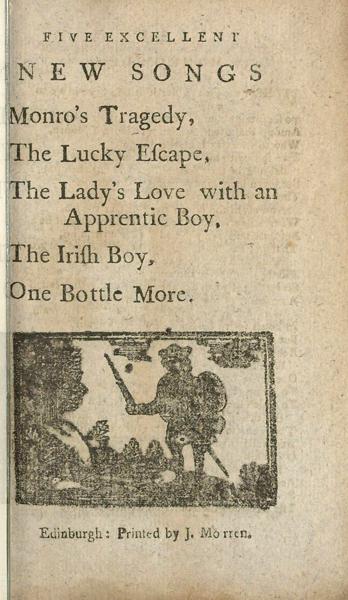 FIVE EXCELLENT
NEW SONGS
Monro's Tragedy,
The Lucky Eſcape,
The Lady's Love with an
Apprentic Boy,
The Iriſh Boy,
One Bottle More.
Edinburgh: Printed by J. Morren.